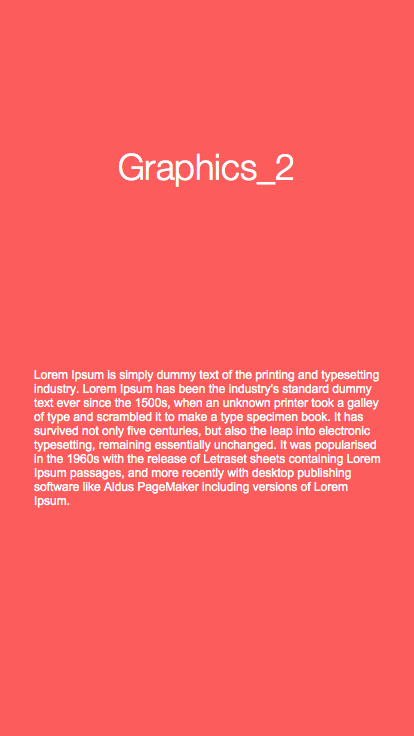 Graphics_2
Lorem Ipsum is simply dummy text of the printing and typesetting
industry. Lorem Ipsum has been the industry's standard dummy
text ever since the 1500s, when an unknown printer took a galley
of type and scrambled it to make a type specimen book. It has
survived not only five centuries, but also the leap into electronic
typesetting, remaining essentially unchanged. It was popularised
in the 1960s with the release of Letraset sheets containing Lorem
Ipsum passages, and more recently with desktop publishing
software like Aldus PageMaker including versions of Lorem
Ipsum.